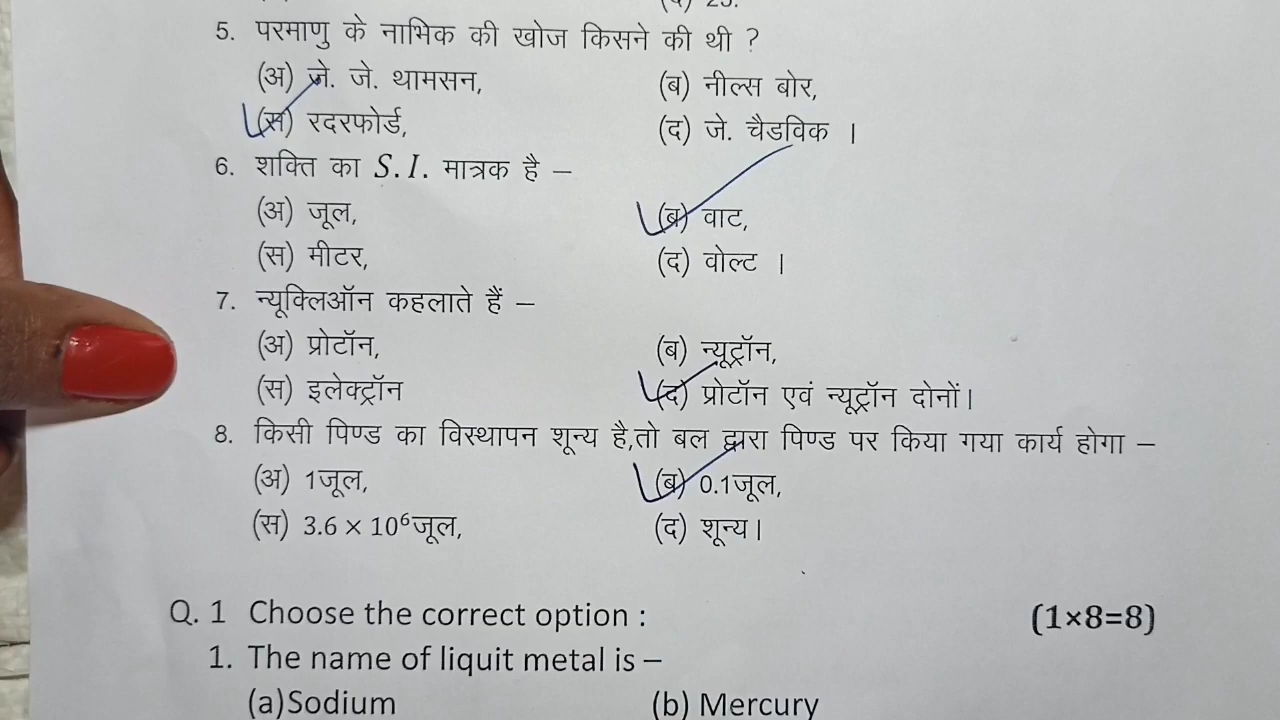 5. परमाणु के नाभिक की खोज किसने की थी ?
(अ) जे. जे. थामसन, (ब) नील्स बोर,
(स) रदरफोर्ड, (द) जे. चैडविक ।
6. शक्ति का S.I. मात्रक है –
(अ) जूल, (ब) वाट,
(स) मीटर, (द) वोल्ट ।
7. न्यूक्लिऑन कहलाते हैं –
(अ) प्रोटॉन, (ब) न्यूट्रॉन,
(स) इलेक्ट्रॉन (द) प्रोटॉन एवं न्यूट्रॉन दोनों।
8. किसी पिण्ड का विस्थापन शून्य है,तो बल द्वारा पिण्ड पर किया गया कार्य होगा –
(अ) 1जूल, (ब) 0.1जूल,
(स) 3.6 × 10⁶जूल, (द) शून्य।
Q. 1 Choose the correct option : (1×8=8)
1. The name of liquit metal is –
(a)Sodium (b) Mercury